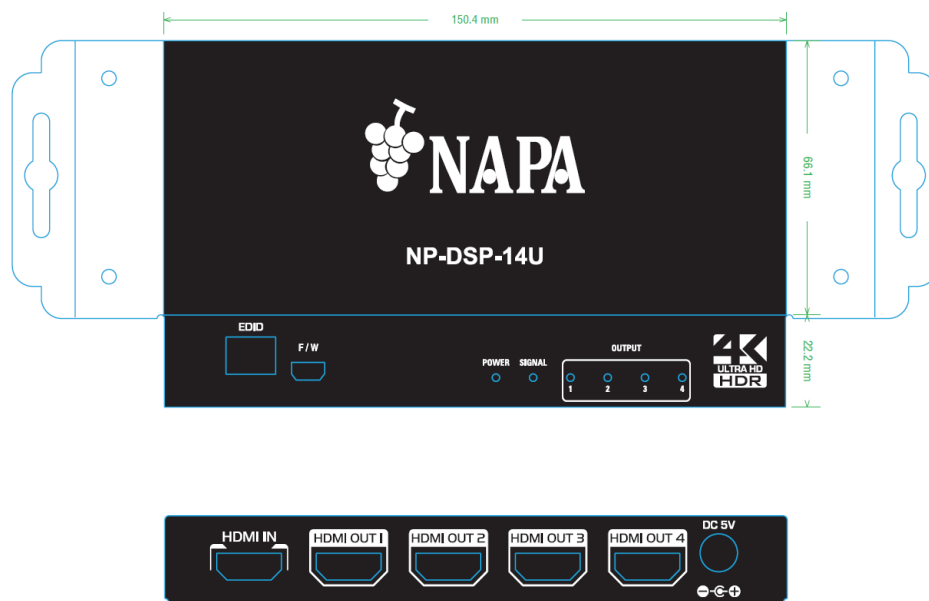 150.4 mm
66.1 mm
NAPA
NP-DSP-14U
22.2 mm
EDID
F / W
POWER
SIGNAL
OUTPUT
1
2
3
4
4K
ULTRA HD
HDR
HDMI IN
HDMI OUT 1
HDMI OUT 2
HDMI OUT 3
HDMI OUT 4
DC 5V